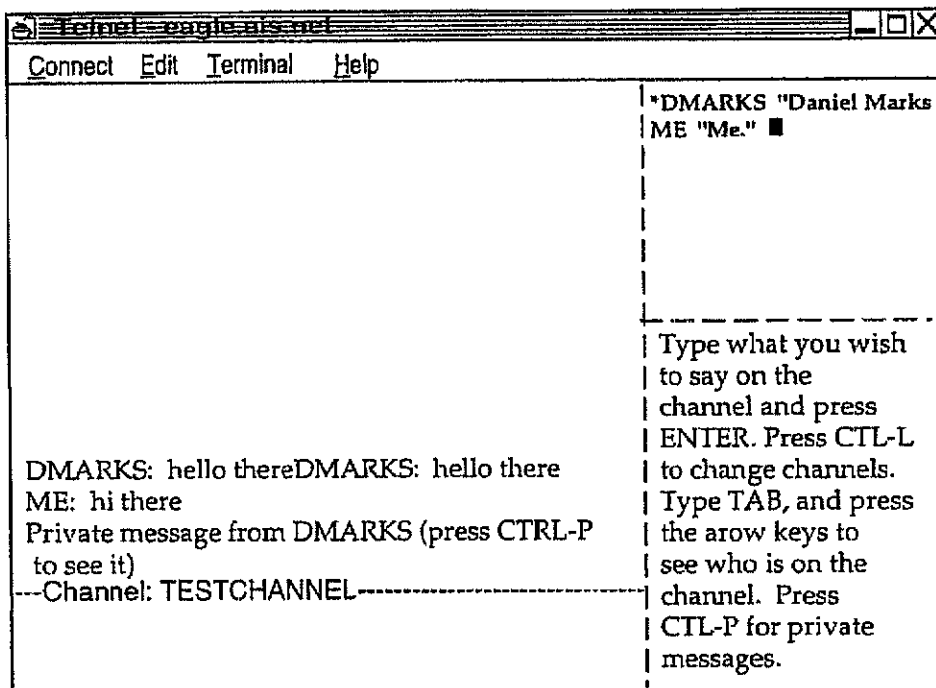 Telnet - eagle.ais.net
Connect Edit Terminal Help
*DMARKS "Daniel Marks
ME "Me."
DMARKS: hello thereDMARKS: hello there
ME: hi there
Private message from DMARKS (press CTRL-P
to see it)
---Channel: TESTCHANNEL---
Type what you wish
to say on the
channel and press
ENTER. Press CTL-L
to change channels.
Type TAB, and press
the arow keys to
see who is on the
channel. Press
CTL-P for private
messages.